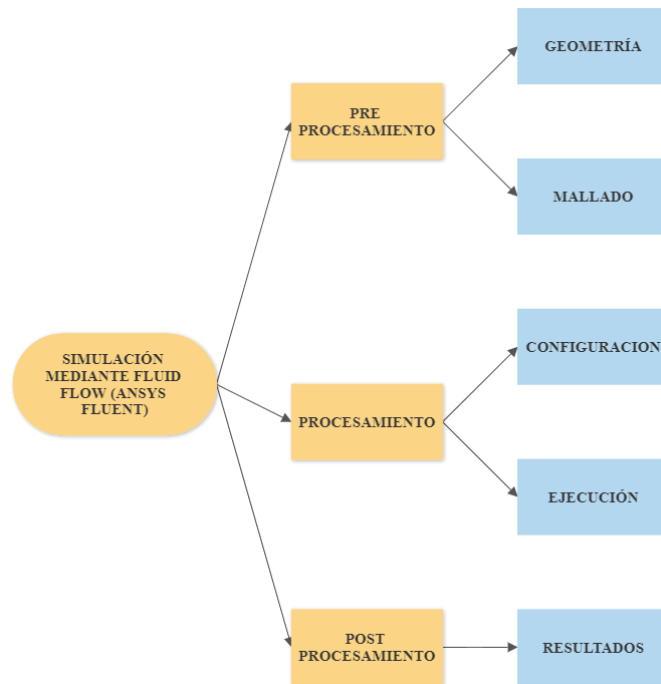 GEOMETRÍA
PRE
PROCESAMIENTO
MALLADO
SIMULACIÓN
MEDIANTE FLUID
FLOW (ANSYS
FLUENT)
CONFIGURACION
PROCESAMIENTO
EJECUCIÓN
POST
PROCESAMIENTO
RESULTADOS